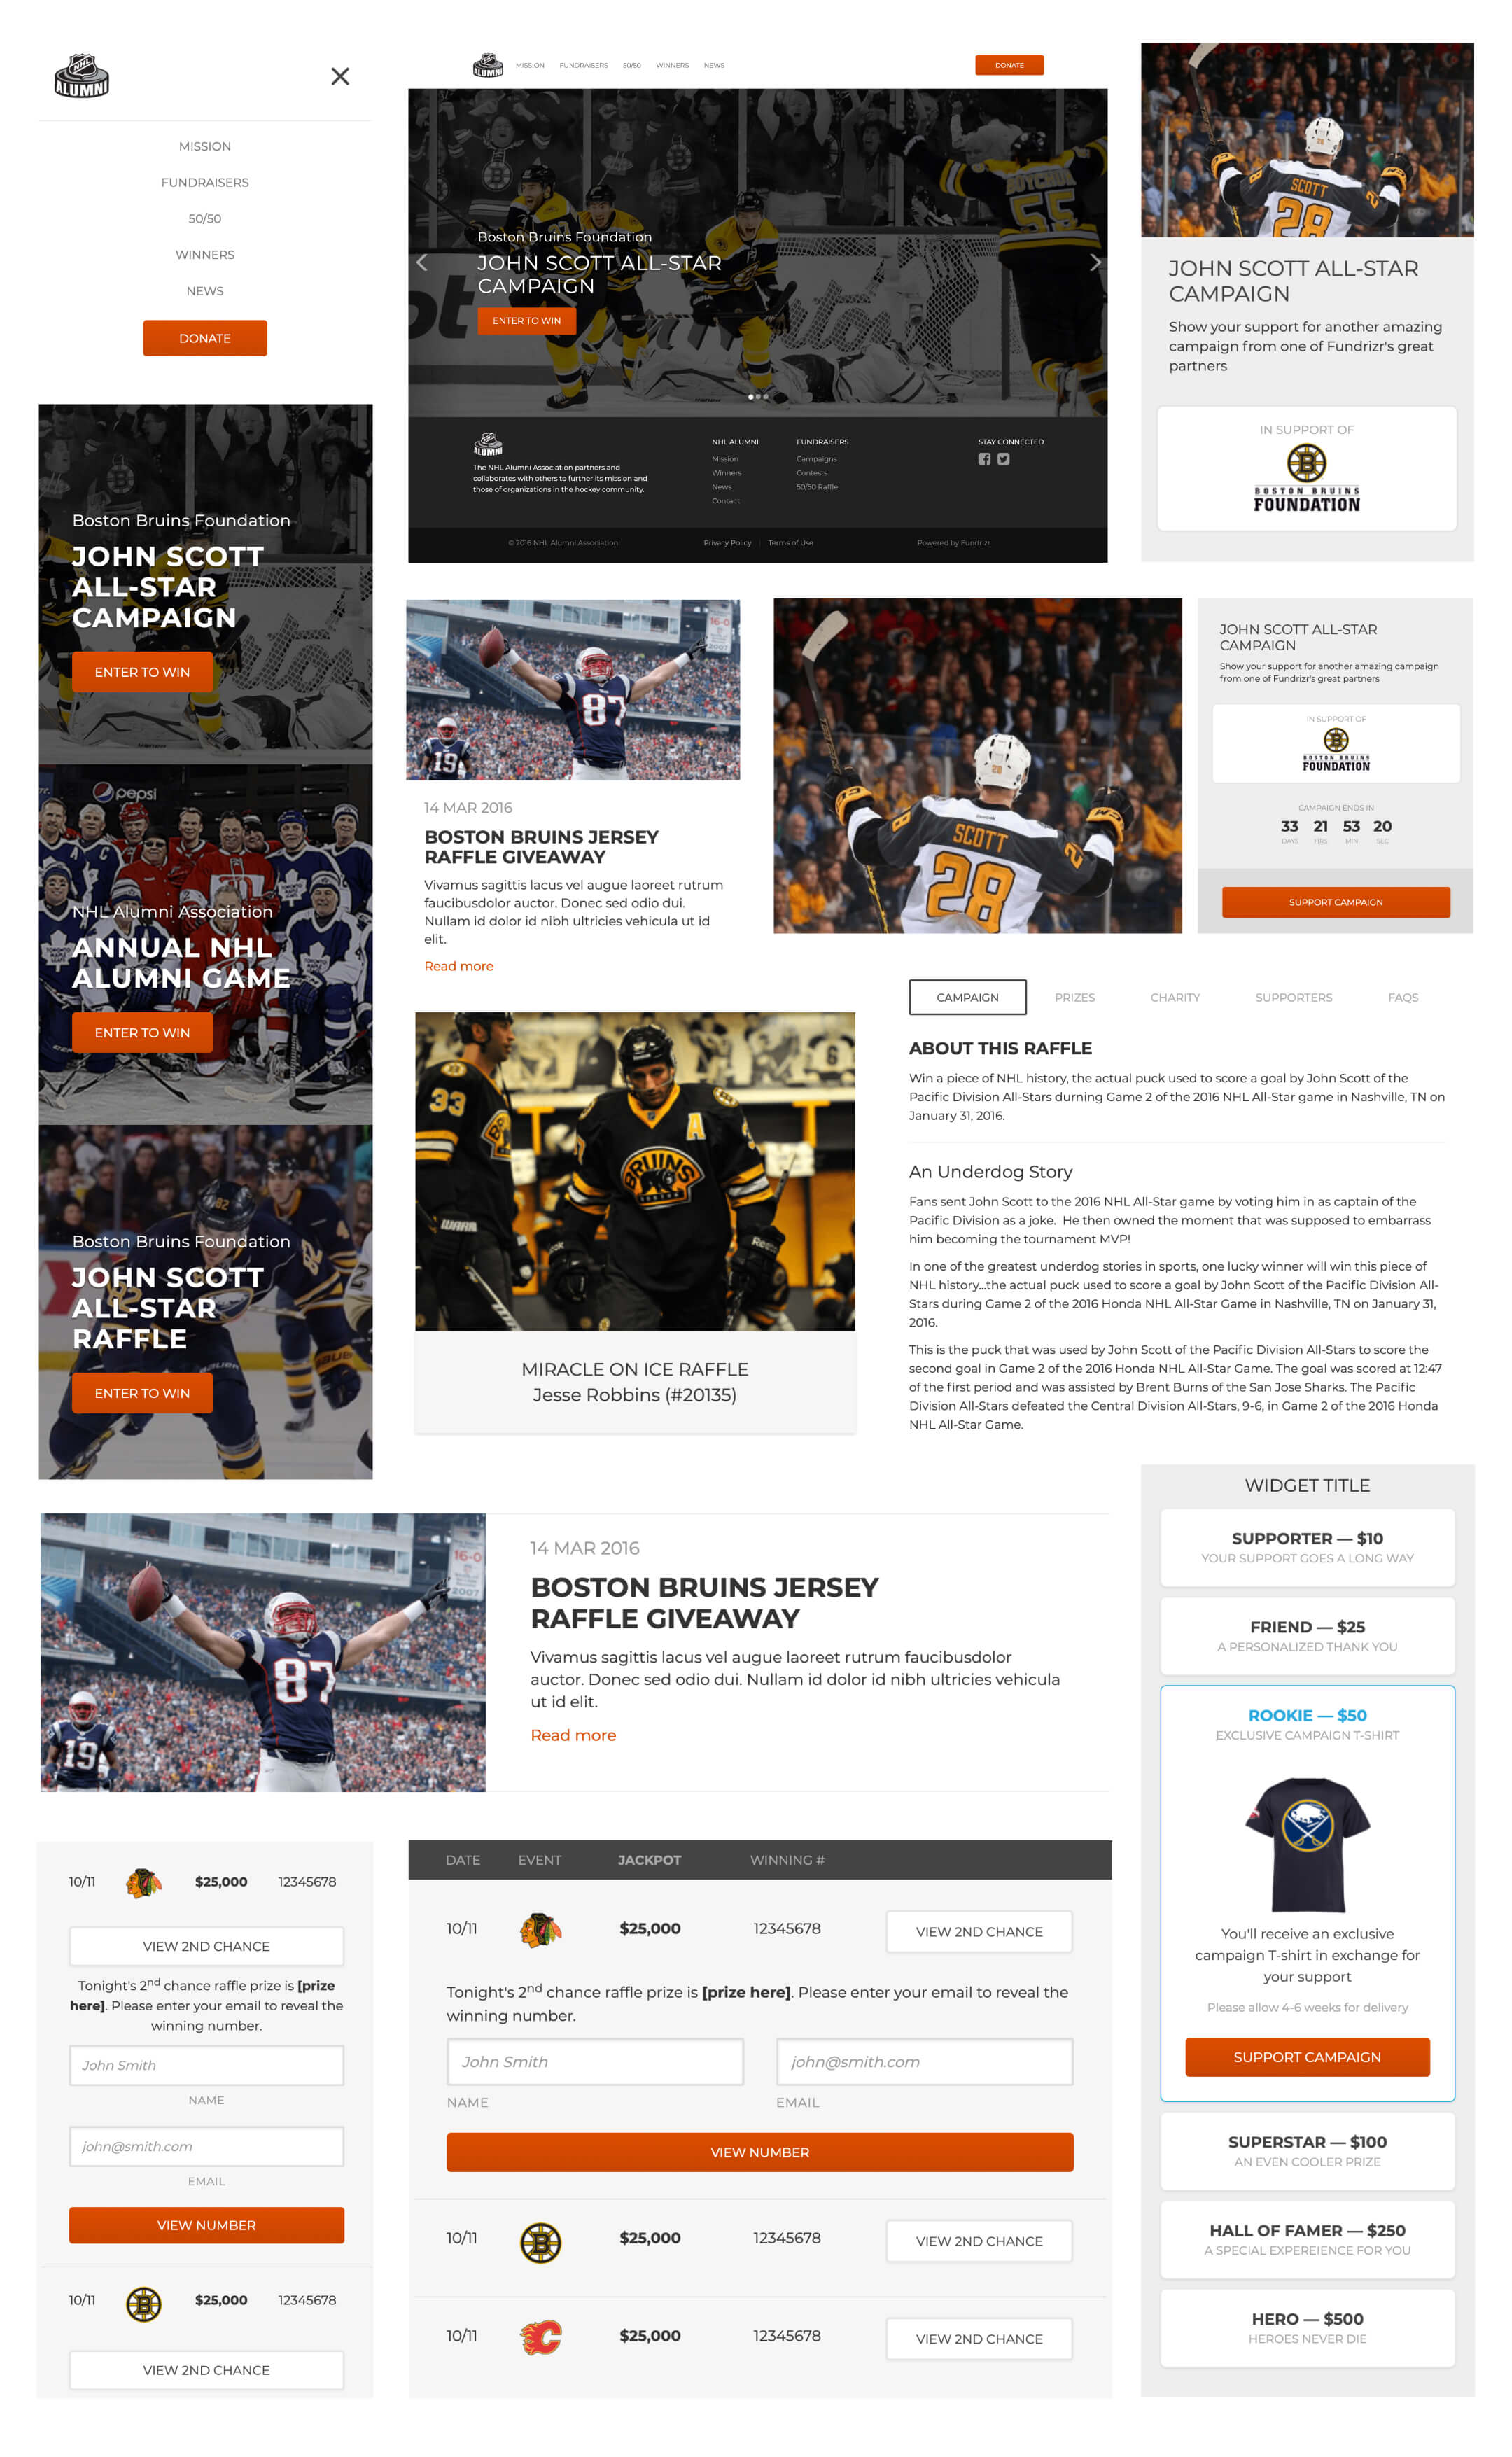 NHL
ALUMNI
MISSION
FUNDRAISERS
50/50
WINNERS
NEWS
DONATE
Boston Bruins Foundation
JOHN SCOTT
ALL-STAR
CAMPAIGN
ENTER TO WIN
pepsi
NHL Alumni Association
ANNUAL NHL
ALUMNI GAME
ENTER TO WIN
Boston Bruins Foundation
JOHN SCOTT
ALL-STAR
RAFFLE
ENTER TO WIN
ALUMNI
MISSION FUNDRAISERS 50/50 WINNERS NEWS
DONATE
BOYCHUK
55
Boston Bruins Foundation
JOHN SCOTT ALL-STAR
CAMPAIGN
ENTER TO WIN
ALUMNI
The NHL Alumni Association partners and
collaborates with others to further its mission and
those of organizations in the hockey community.
NHL ALUMNI
Mission
Winners
News
Contact
FUNDRAISERS
Campaigns
Contests
50/50 Raffle
STAY CONNECTED
© 2016 NHL Alumni Association
Privacy Policy | Terms of Use
Powered by Fundrizr
SCOTT
28
JOHN SCOTT ALL-STAR
CAMPAIGN
Show your support for another amazing
campaign from one of Fundrizr's great
partners
IN SUPPORT OF
B
BOSTON BRUINS
FOUNDATION
16-0
2007
87
19
14 MAR 2016
BOSTON BRUINS JERSEY
RAFFLE GIVEAWAY
Vivamus sagittis lacus vel augue laoreet rutrum
faucibusdolor auctor. Donec sed odio dui.
Nullam id dolor id nibh ultricies vehicula ut id
elit.
Read more
28
SCOTT
28
JOHN SCOTT ALL-STAR
CAMPAIGN
Show your support for another amazing campaign
from one of Fundrizr's great partners
IN SUPPORT OF
B
BOSTON BRUINS
FOUNDATION
CAMPAIGN ENDS IN
33 21 53 20
DAYS HRS MIN SEC
SUPPORT CAMPAIGN
33
A
BRUINS
WARR
Reebok
MIRACLE ON ICE RAFFLE
Jesse Robbins (#20135)
CAMPAIGN PRIZES CHARITY SUPPORTERS FAQS
ABOUT THIS RAFFLE
Win a piece of NHL history, the actual puck used to score a goal by John Scott of the
Pacific Division All-Stars durning Game 2 of the 2016 NHL All-Star game in Nashville, TN on
January 31, 2016.
An Underdog Story
Fans sent John Scott to the 2016 NHL All-Star game by voting him in as captain of the
Pacific Division as a joke. He then owned the moment that was supposed to embarrass
him becoming the tournament MVP!
In one of the greatest underdog stories in sports, one lucky winner will win this piece of
NHL history...the actual puck used to score a goal by John Scott of the Pacific Division All-
Stars during Game 2 of the 2016 Honda NHL All-Star Game in Nashville, TN on January 31,
2016.
This is the puck that was used by John Scott of the Pacific Division All-Stars to score the
second goal in Game 2 of the 2016 Honda NHL All-Star Game. The goal was scored at 12:47
of the first period and was assisted by Brent Burns of the San Jose Sharks. The Pacific
Division All-Stars defeated the Central Division All-Stars, 9-6, in Game 2 of the 2016 Honda
NHL All-Star Game.
16-0
2007
87
19
14 MAR 2016
BOSTON BRUINS JERSEY
RAFFLE GIVEAWAY
Vivamus sagittis lacus vel augue laoreet rutrum faucibusdolor
auctor. Donec sed odio dui. Nullam id dolor id nibh ultricies vehicula
ut id elit.
Read more
WIDGET TITLE
SUPPORTER — $10
YOUR SUPPORT GOES A LONG WAY
FRIEND — $25
A PERSONALIZED THANK YOU
ROOKIE — $50
EXCLUSIVE CAMPAIGN T-SHIRT
You'll receive an exclusive
campaign T-shirt in exchange for
your support
Please allow 4-6 weeks for delivery
SUPPORT CAMPAIGN
SUPERSTAR — $100
AN EVEN COOLER PRIZE
HALL OF FAMER — $250
A SPECIAL EXPEREIENCE FOR YOU
HERO — $500
HEROES NEVER DIE
10/11 $25,000 12345678
VIEW 2ND CHANCE
Tonight's 2nd chance raffle prize is [prize
here]. Please enter your email to reveal the
winning number.
John Smith
NAME
john@smith.com
EMAIL
VIEW NUMBER
10/11 B $25,000 12345678
VIEW 2ND CHANCE
DATE EVENT JACKPOT WINNING #
10/11 $25,000 12345678 VIEW 2ND CHANCE
Tonight's 2nd chance raffle prize is [prize here]. Please enter your email to reveal the
winning number.
John Smith john@smith.com
NAME EMAIL
VIEW NUMBER
10/11 B $25,000 12345678 VIEW 2ND CHANCE
10/11 C $25,000 12345678 VIEW 2ND CHANCE